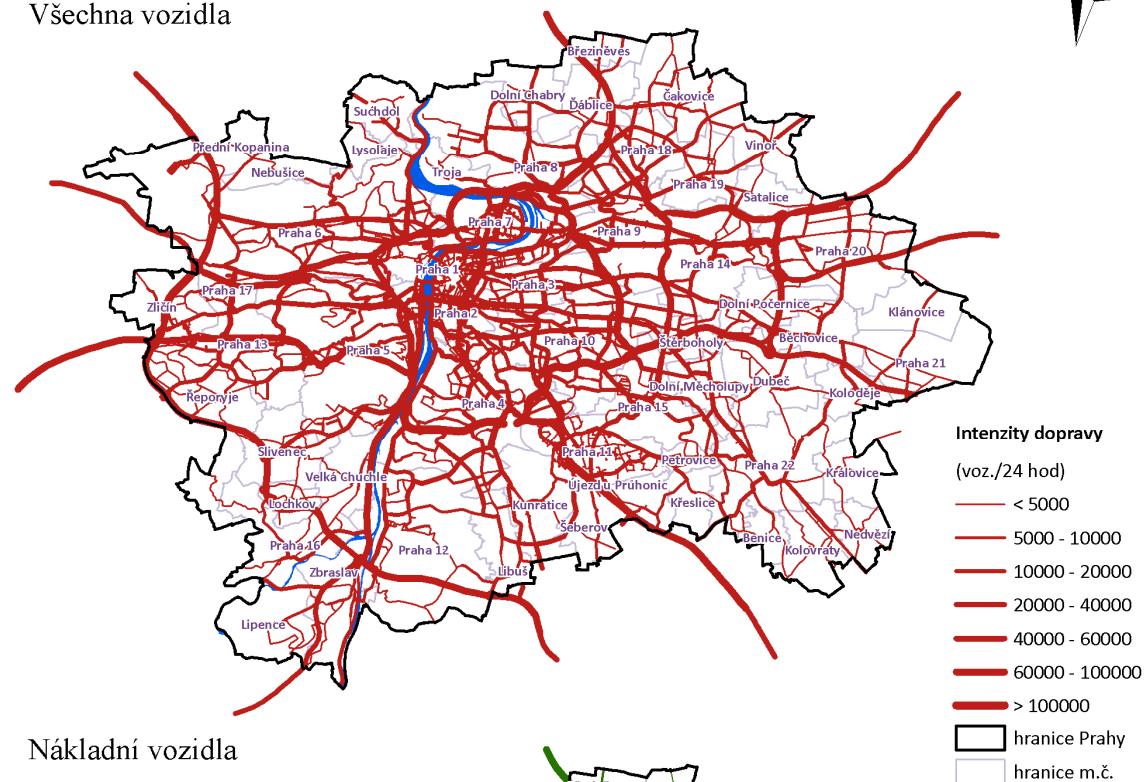 Všechna vozidla
Březiněves
Dolní Chabry
Ďáblice
Čakovice
Suchdol
Přední Kopanina
Lysolaje
Praha 18
Vinoř
Nebušice
Troja
Praha 8
Praha 19
Satalice
Praha 7
Praha 6
Praha 9
Praha 20
Praha 1
Praha 14
Praha 17
Praha 3
Zličín
Dolní Počernice
Klánovice
Praha 2
Praha 13
Praha 5
Praha 10
Štěrboholy
Běchovice
Praha 21
Dubeč
Dolní Měcholupy
Řeporyje
Koloděje
Praha 4
Praha 15
Slivenec
Praha 11
Petrovice
Praha 22
Královice
Velká Chuchle
Újezd u Průhonic
Lochkov
Kunratice
Křeslice
Šeberov
Benice
Nedvězí
Praha 16
Praha 12
Kolovraty
Zbraslav
Libuš
Lipence
Intenzity dopravy
(voz./24 hod)
< 5000
5000 - 10000
10000 - 20000
20000 - 40000
40000 - 60000
60000 - 100000
> 100000
hranice Prahy
hranice m.č.
Nákladní vozidla